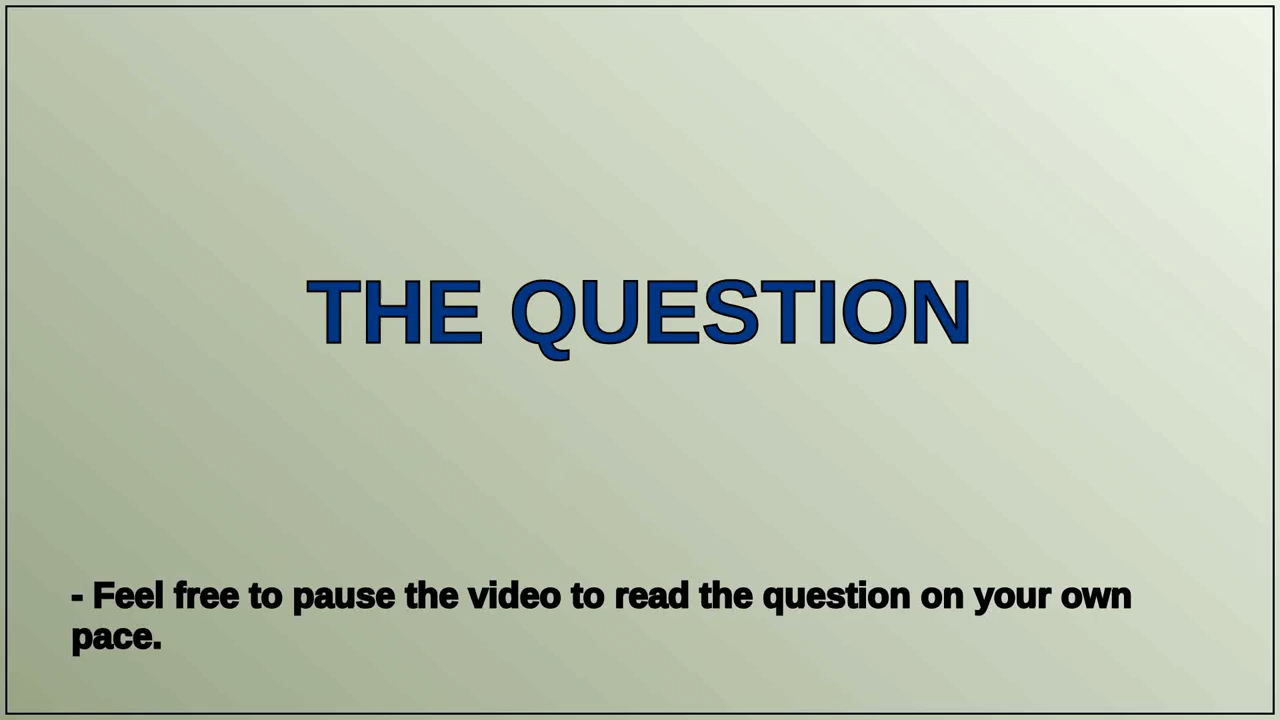 THE QUESTION
- Feel free to pause the video to read the question on your own
pace.